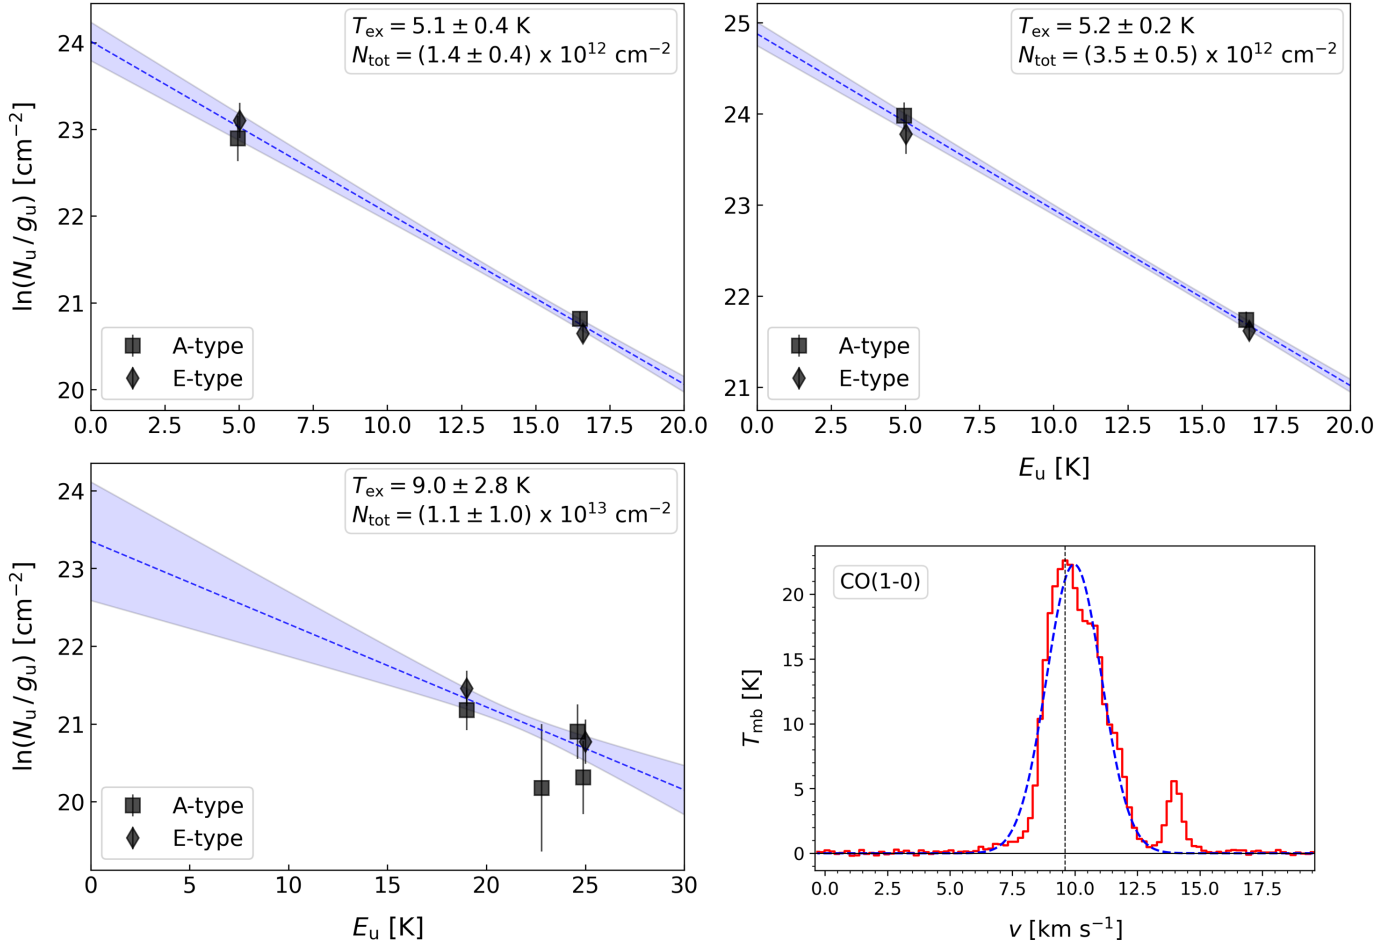 T_ex = 5.1 ± 0.4 K
N_tot = (1.4 ± 0.4) x 10^12 cm^−2
ln(N_u / g_u) [cm^−2]
24
23
22
21
20
A-type
E-type
0.0 2.5 5.0 7.5 10.0 12.5 15.0 17.5 20.0
T_ex = 5.2 ± 0.2 K
N_tot = (3.5 ± 0.5) x 10^12 cm^−2
25
24
23
22
21
A-type
E-type
0.0 2.5 5.0 7.5 10.0 12.5 15.0 17.5 20.0
E_u [K]
T_ex = 9.0 ± 2.8 K
N_tot = (1.1 ± 1.0) x 10^13 cm^−2
ln(N_u / g_u) [cm^−2]
24
23
22
21
20
A-type
E-type
0 5 10 15 20 25 30
E_u [K]
CO(1-0)
T_mb [K]
20
15
10
5
0
0.0 2.5 5.0 7.5 10.0 12.5 15.0 17.5
v [km s^−1]